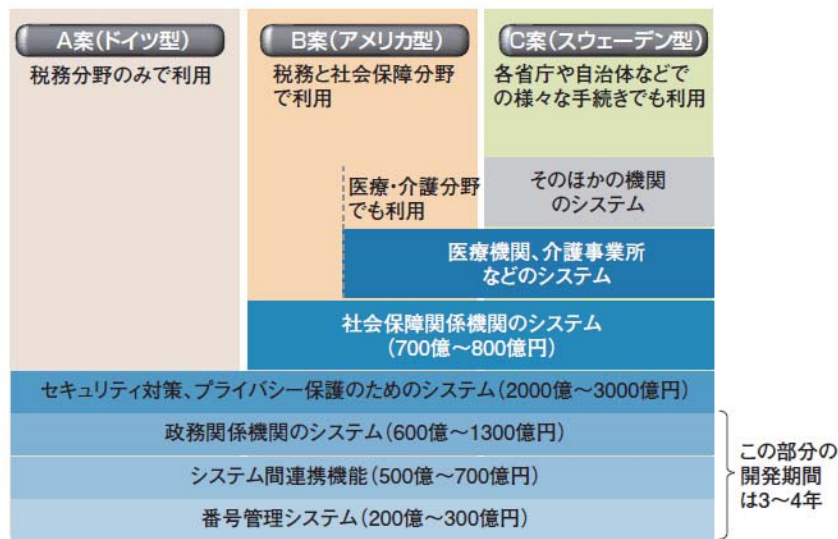 A案(ドイツ型)
税務分野のみで利用
B案(アメリカ型)
税務と社会保障分野
で利用
C案(スウェーデン型)
各省庁や自治体などで
の様々な手続きでも利用
医療・介護分野
でも利用
そのほかの機関
のシステム
医療機関、介護事業所
などのシステム
社会保障関係機関のシステム
(700億〜800億円)
セキュリティ対策、プライバシー保護のためのシステム(2000億〜3000億円)
政務関係機関のシステム(600億〜1300億円)
システム間連携機能(500億〜700億円)
番号管理システム(200億〜300億円)
この部分の
開発期間
は3〜4年